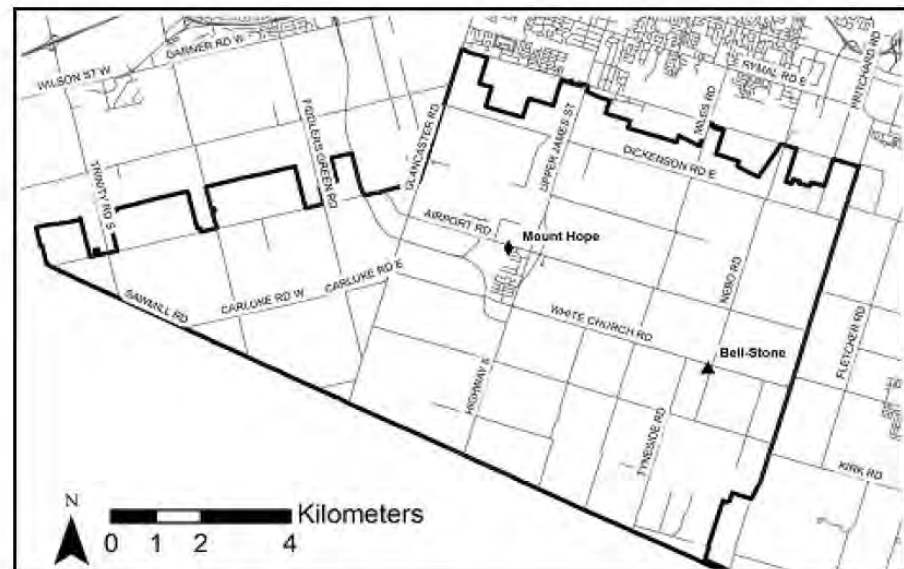 WILSON ST W
GARNER RD W
TRINITY RD S
FIDDLERS GREEN RD
GLANCASTER RD
UPPER JAMES ST
MILES RD
RYMAL RD E
PRITCHARD RD
DICKENSON RD E
AIRPORT RD
Mount Hope
NEBO RD
SAWMILL RD
CARLUKE RD W
CARLUKE RD E
WHITE CHURCH RD
Bell-Stone
FLETCHER RD
HIGHWAY 6
TYNESIDE RD
KIRK RD
N
Kilometers
0 1 2 4